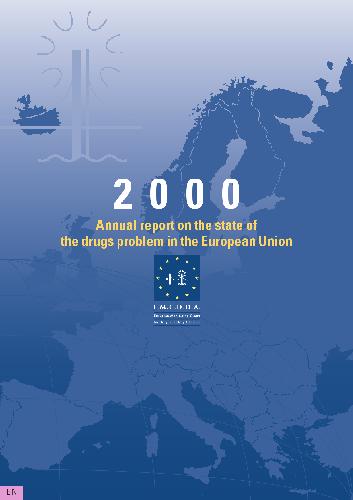 2000
Annual report on the state of
the drugs problem in the European Union
E.M.C.D.D.A.
EN